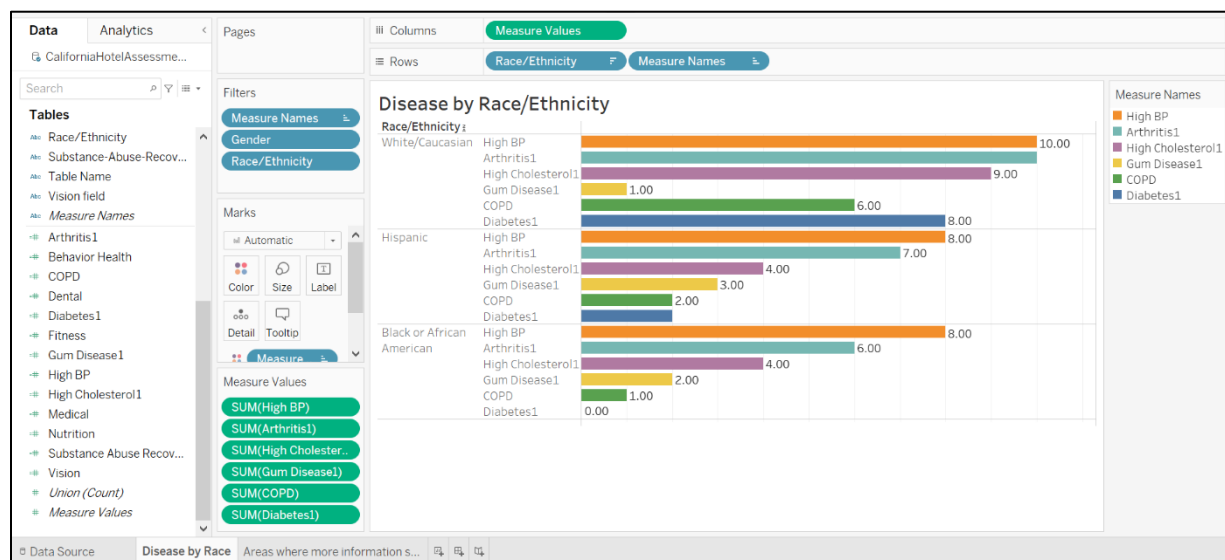 Data
Analytics
CaliforniaHotelAssessme...
Search
Tables
Abc Race/Ethnicity
Abc Substance-Abuse-Recov...
Abc Table Name
Abc Vision field
Abc Measure Names
Arthritis1
Behavior Health
COPD
Dental
Diabetes1
Fitness
Gum Disease1
High BP
High Cholesterol1
Medical
Nutrition
Substance Abuse Recov...
Vision
Union (Count)
Measure Values
Pages
Filters
Measure Names
Gender
Race/Ethnicity
Marks
Automatic
Color Size Label
Detail Tooltip
Measure
Measure Values
SUM(High BP)
SUM(Arthritis1)
SUM(High Cholester..
SUM(Gum Disease1)
SUM(COPD)
SUM(Diabetes1)
Columns Measure Values
Rows Race/Ethnicity Measure Names
Disease by Race/Ethnicity
Race/Ethnicity
White/Caucasian High BP 10.00
Arthritis1
High Cholesterol1 9.00
Gum Disease1 1.00
COPD 6.00
Diabetes1 8.00
Hispanic High BP 8.00
Arthritis1 7.00
High Cholesterol1 4.00
Gum Disease1 3.00
COPD 2.00
Diabetes1
Black or African American High BP 8.00
Arthritis1 6.00
High Cholesterol1 4.00
Gum Disease1 2.00
COPD 1.00
Diabetes1 0.00
Measure Names
High BP
Arthritis1
High Cholesterol1
Gum Disease1
COPD
Diabetes1
Data Source Disease by Race Areas where more information s...